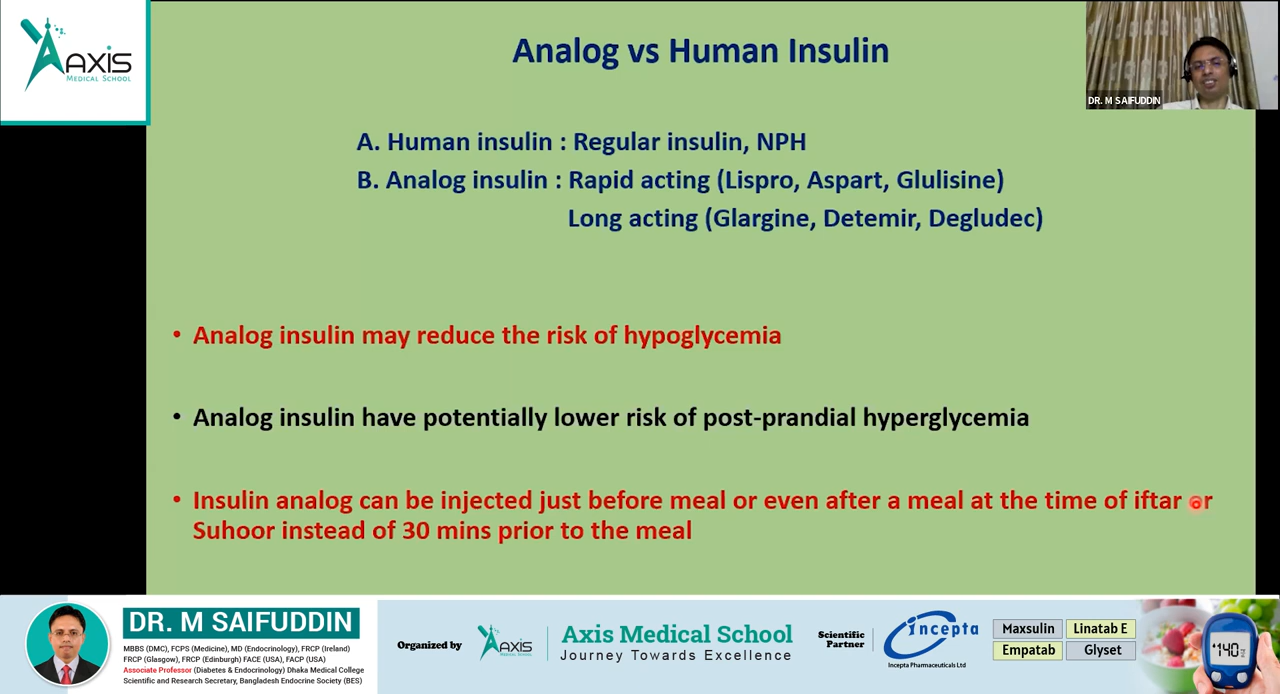 AXIS
MEDICAL SCHOOL
Analog vs Human Insulin
DR. M SAIFUDDIN
A. Human insulin : Regular insulin, NPH
B. Analog insulin : Rapid acting (Lispro, Aspart, Glulisine)
Long acting (Glargine, Detemir, Degludec)
• Analog insulin may reduce the risk of hypoglycemia
• Analog insulin have potentially lower risk of post-prandial hyperglycemia
• Insulin analog can be injected just before meal or even after a meal at the time of iftar or
Suhoor instead of 30 mins prior to the meal
DR. M SAIFUDDIN
MBBS (DMC), FCPS (Medicine), MD (Endocrinology), FRCP (Ireland)
FRCP (Glasgow), FRCP (Edinburgh) FACE (USA), FACP (USA)
Associate Professor (Diabetes & Endocrinology) Dhaka Medical College
Scientific and Research Secretary, Bangladesh Endocrine Society (BES)
Organized by
AXIS
Axis Medical School
Journey Towards Excellence
Scientific
Partner
incepta
Incepta Pharmaceuticals Ltd
Maxsulin
Linatab E
Empatab
Glyset
140